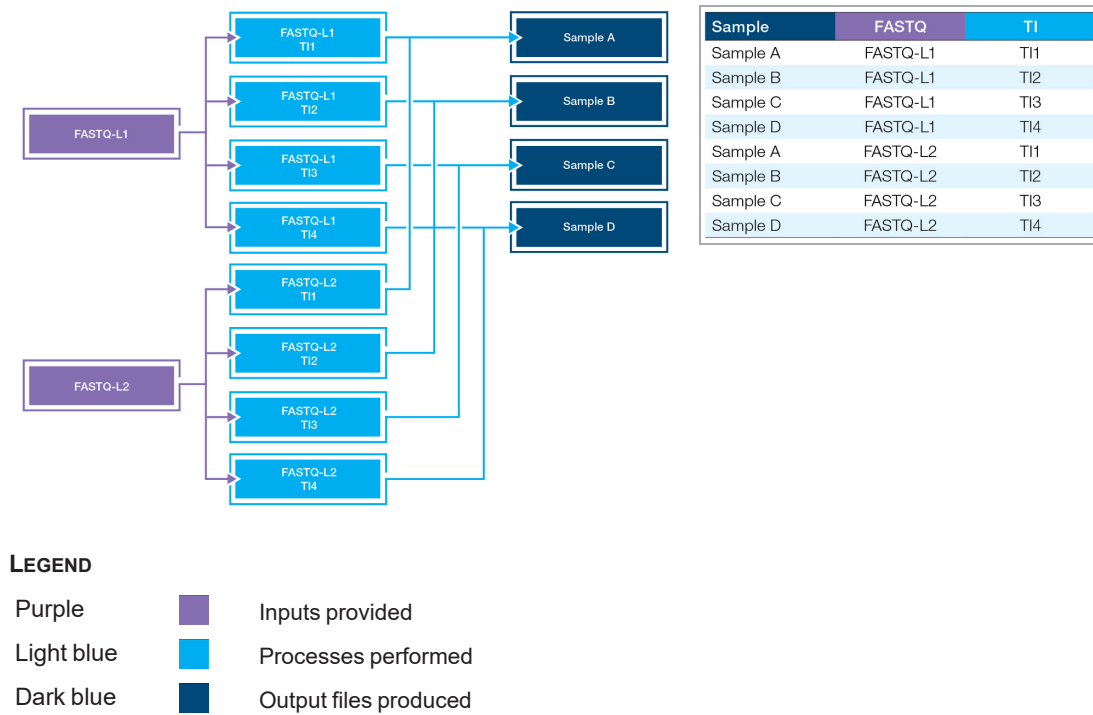 FASTQ-L1
FASTQ-L2
FASTQ-L1
TI1
FASTQ-L1
TI2
FASTQ-L1
TI3
FASTQ-L1
TI4
FASTQ-L2
TI1
FASTQ-L2
TI2
FASTQ-L2
TI3
FASTQ-L2
TI4
Sample A
Sample B
Sample C
Sample D
Sample FASTQ TI
Sample A FASTQ-L1 TI1
Sample B FASTQ-L1 TI2
Sample C FASTQ-L1 TI3
Sample D FASTQ-L1 TI4
Sample A FASTQ-L2 TI1
Sample B FASTQ-L2 TI2
Sample C FASTQ-L2 TI3
Sample D FASTQ-L2 TI4
LEGEND
Purple Inputs provided
Light blue Processes performed
Dark blue Output files produced